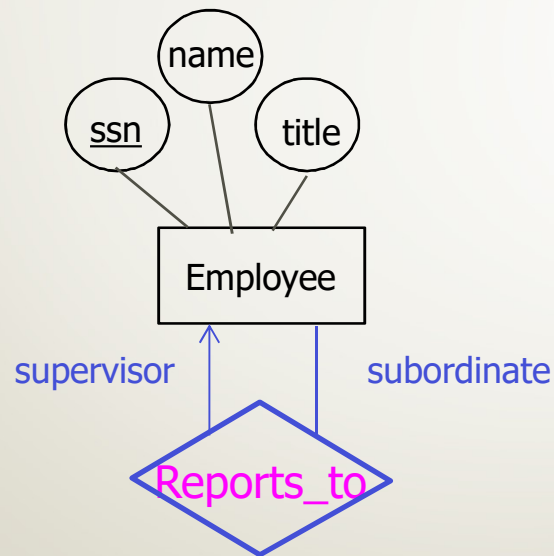 name
ssn
title
Employee
supervisor
subordinate
Reports_to